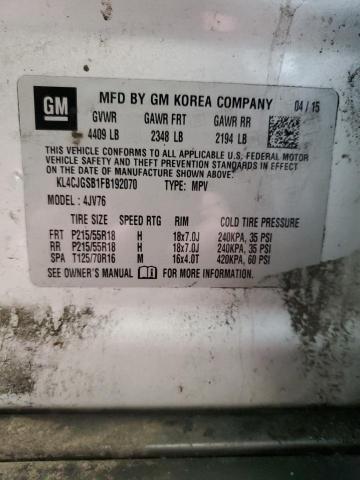 GM
MFD BY GM KOREA COMPANY 04/15
GVWR GAWR FRT GAWR RR
4409 LB 2348 LB 2194 LB
THIS VEHICLE CONFORMS TO ALL APPLICABLE U.S. FEDERAL MOTOR
VEHICLE SAFETY AND THEFT PREVENTION STANDARDS IN EFFECT
ON THE DATE OF MANUFACTURE SHOWN ABOVE.
KL4CJGSB1FB192070 TYPE: MPV
MODEL : 4JV76
TIRE SIZE SPEED RTG RIM COLD TIRE PRESSURE
FRT P215/55R18 H 18x7.0J 240KPA, 35 PSI
RR P215/55R18 H 18x7.0J 240KPA, 35 PSI
SPA T125/70R16 M 16x4.0T 420KPA, 60 PSI
SEE OWNER'S MANUAL FOR MORE INFORMATION.